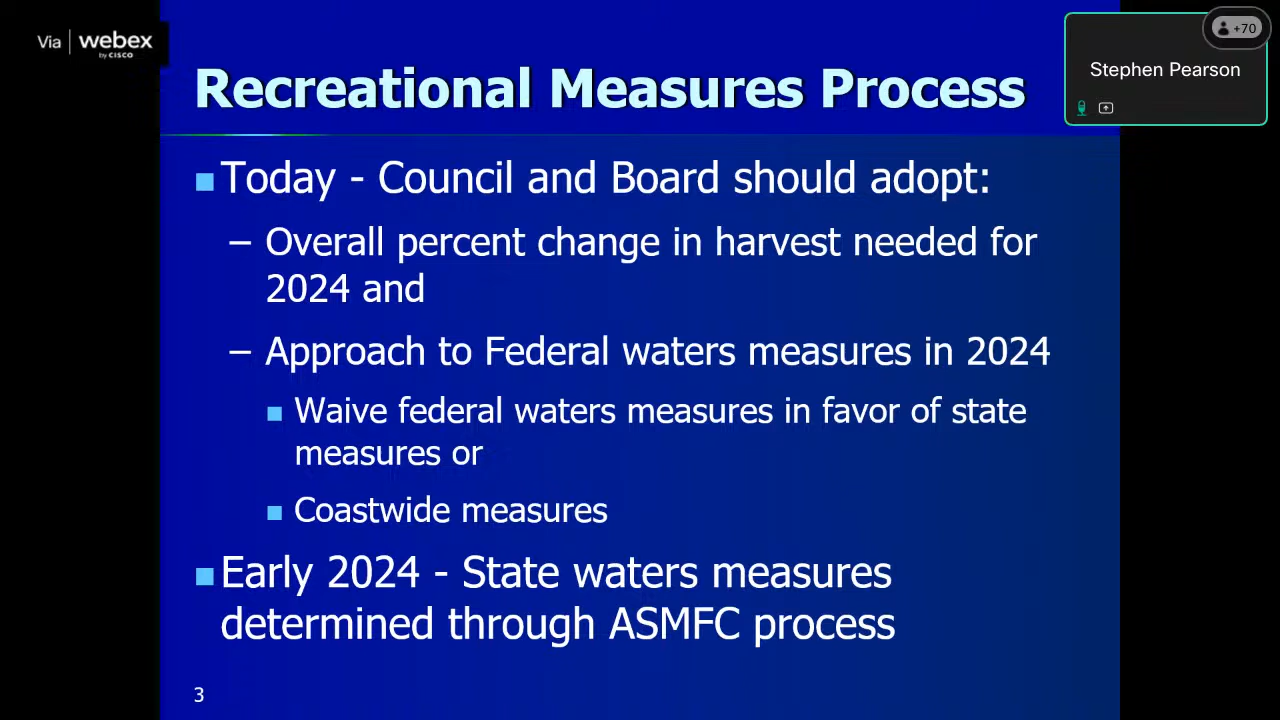 Via webex
by CISCO
+70
Stephen Pearson
Recreational Measures Process
Today - Council and Board should adopt:
– Overall percent change in harvest needed for
2024 and
– Approach to Federal waters measures in 2024
Waive federal waters measures in favor of state
measures or
Coastwide measures
Early 2024 - State waters measures
determined through ASMFC process
3